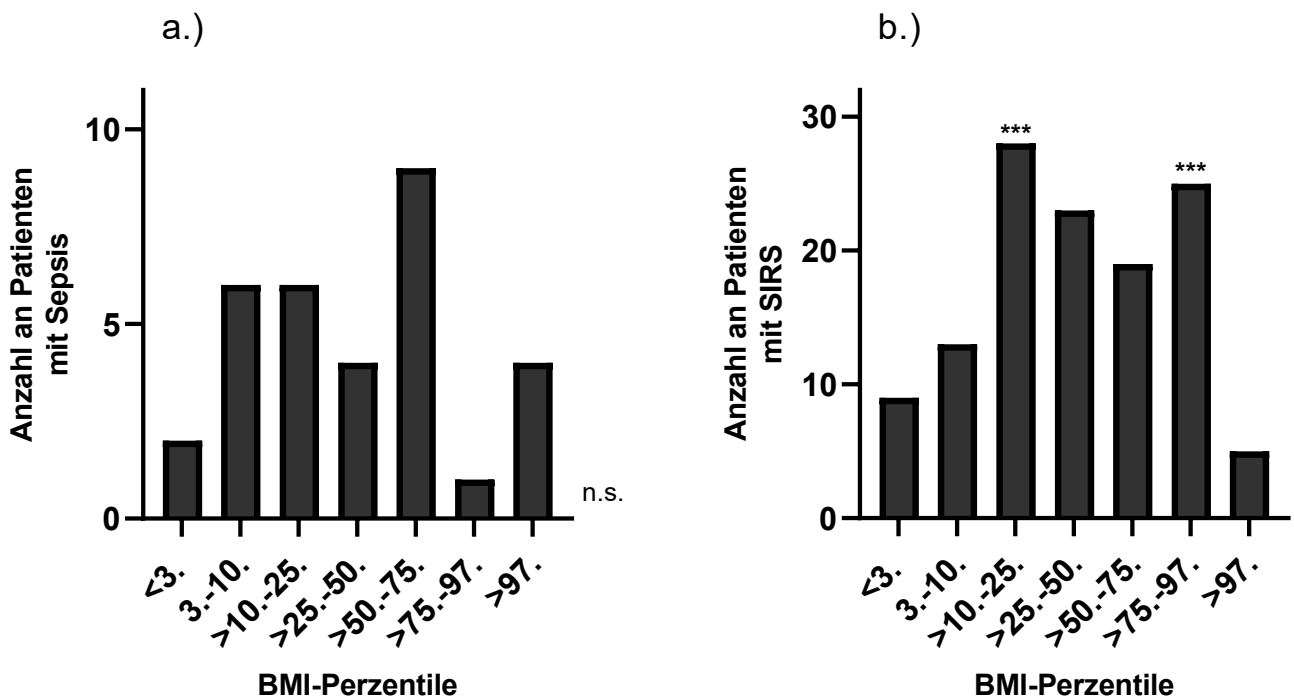 a.)
Anzahl an Patienten
mit Sepsis
10
5
0
<3.
3.-10.
>10.-25.
>25.-50.
>50.-75.
>75.-97.
>97.
n.s.
BMI-Perzentile
b.)
Anzahl an Patienten
mit SIRS
30
20
10
0
***
***
<3.
3.-10.
>10.-25.
>25.-50.
>50.-75.
>75.-97.
>97.
BMI-Perzentile